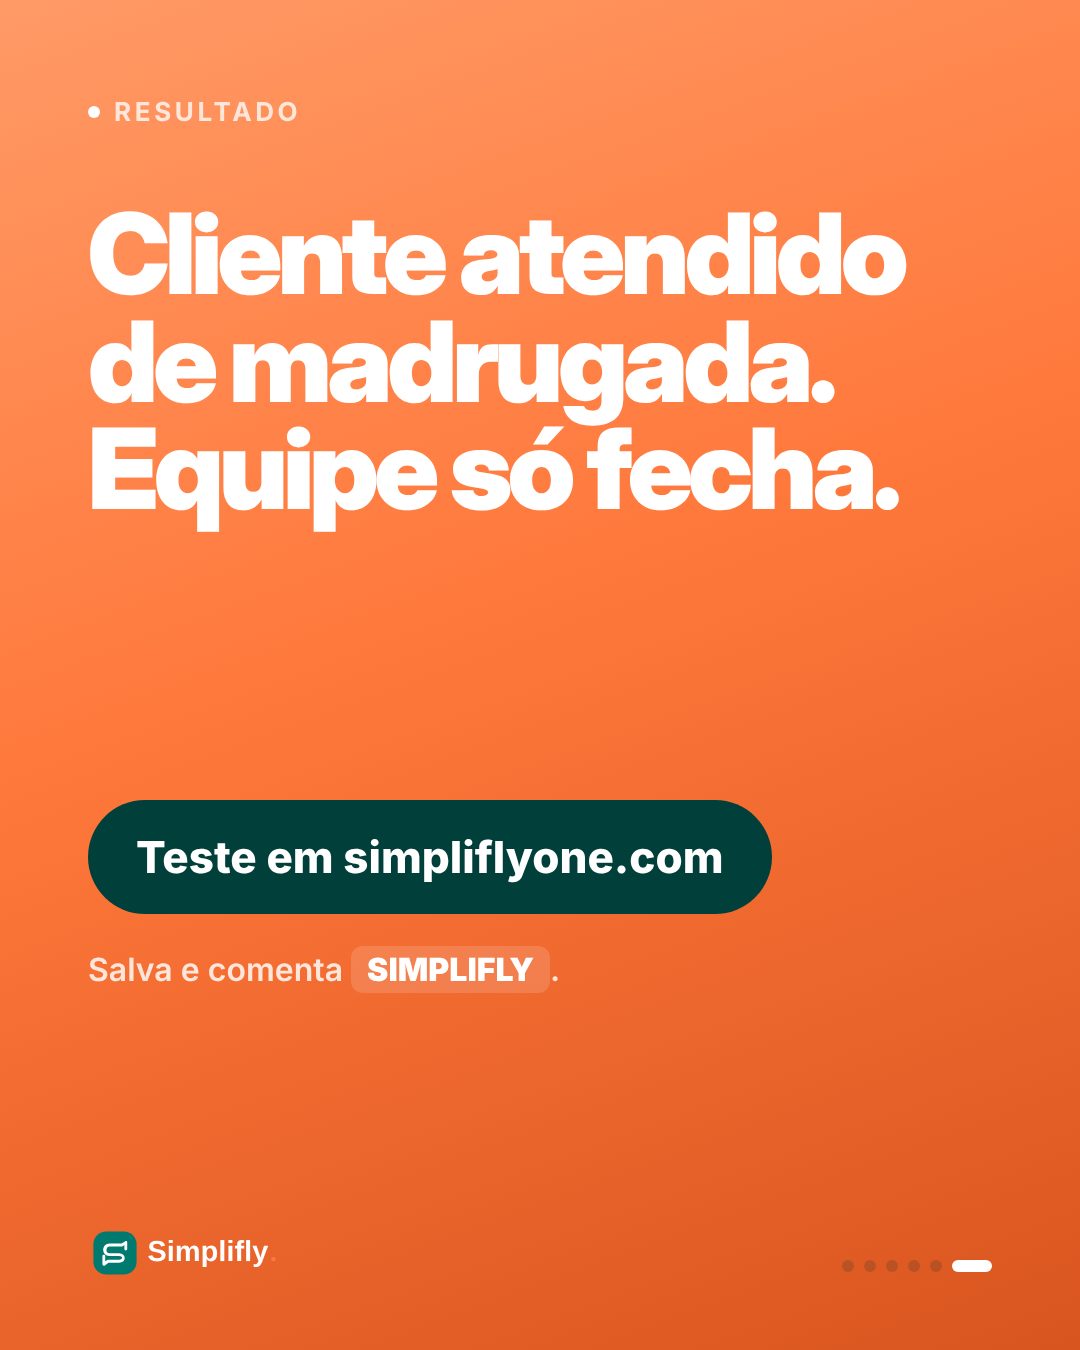 RESULTADO
Cliente atendido
de madrugada.
Equipe só fecha.
Teste em simpliflyone.com
Salva e comenta SIMPLIFLY.
Simplifly.